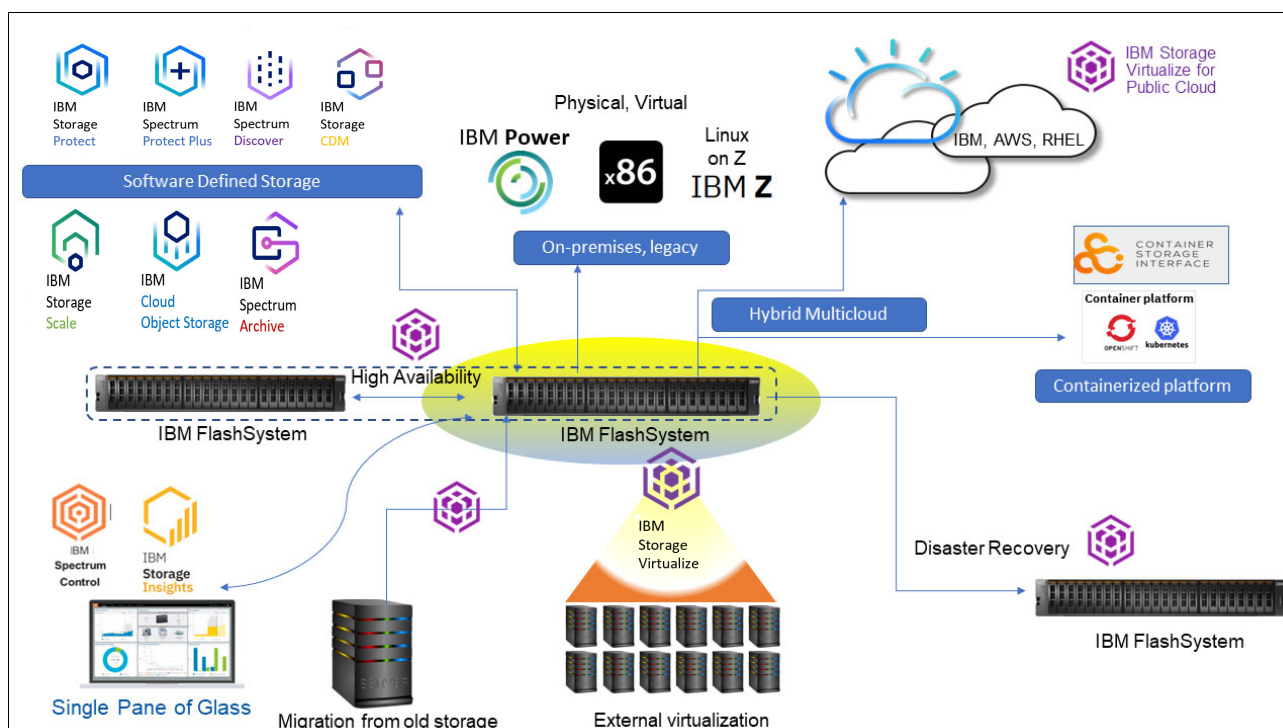 IBM
Storage
Protect
IBM
Spectrum
Protect Plus
IBM
Spectrum
Discover
IBM
Storage
CDM
Software Defined Storage
IBM
Storage
Scale
IBM
Cloud
Object Storage
IBM
Spectrum
Archive
Physical, Virtual
IBM Power
x86
Linux
on Z
IBM Z
On-premises, legacy
IBM Storage
Virtualize for
Public Cloud
IBM, AWS, RHEL
Hybrid Multicloud
CONTAINER
STORAGE
INTERFACE
Container platform
OPENSHIFT
kubernetes
Containerized platform
High Availability
IBM FlashSystem
IBM FlashSystem
IBM
Spectrum
Control
IBM
Storage
Insights
Single Pane of Glass
Migration from old storage
IBM
Storage
Virtualize
External virtualization
Disaster Recovery
IBM FlashSystem